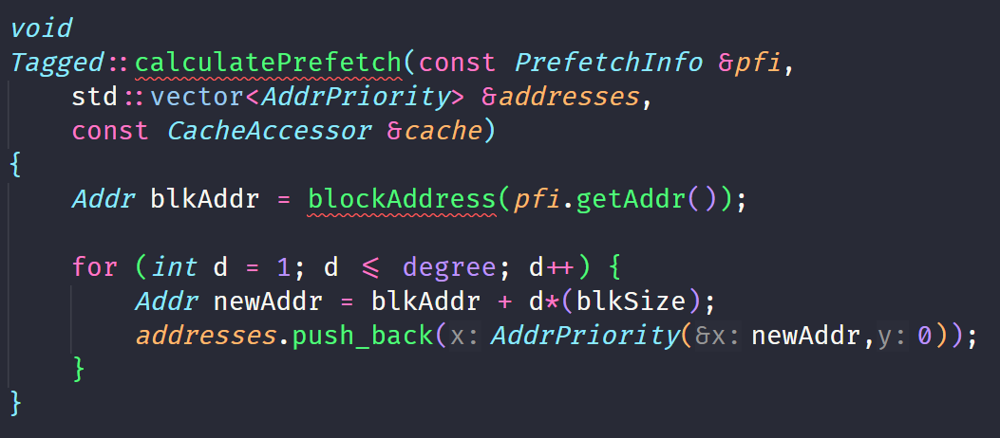 void
Tagged::calculatePrefetch(const PrefetchInfo &pfi,
    std::vector<AddrPriority> &addresses,
    const CacheAccessor &cache)
{
    Addr blkAddr = blockAddress(pfi.getAddr());

    for (int d = 1; d <= degree; d++) {
        Addr newAddr = blkAddr + d*(blkSize);
        addresses.push_back(x: AddrPriority(&x: newAddr,y: 0));
    }
}